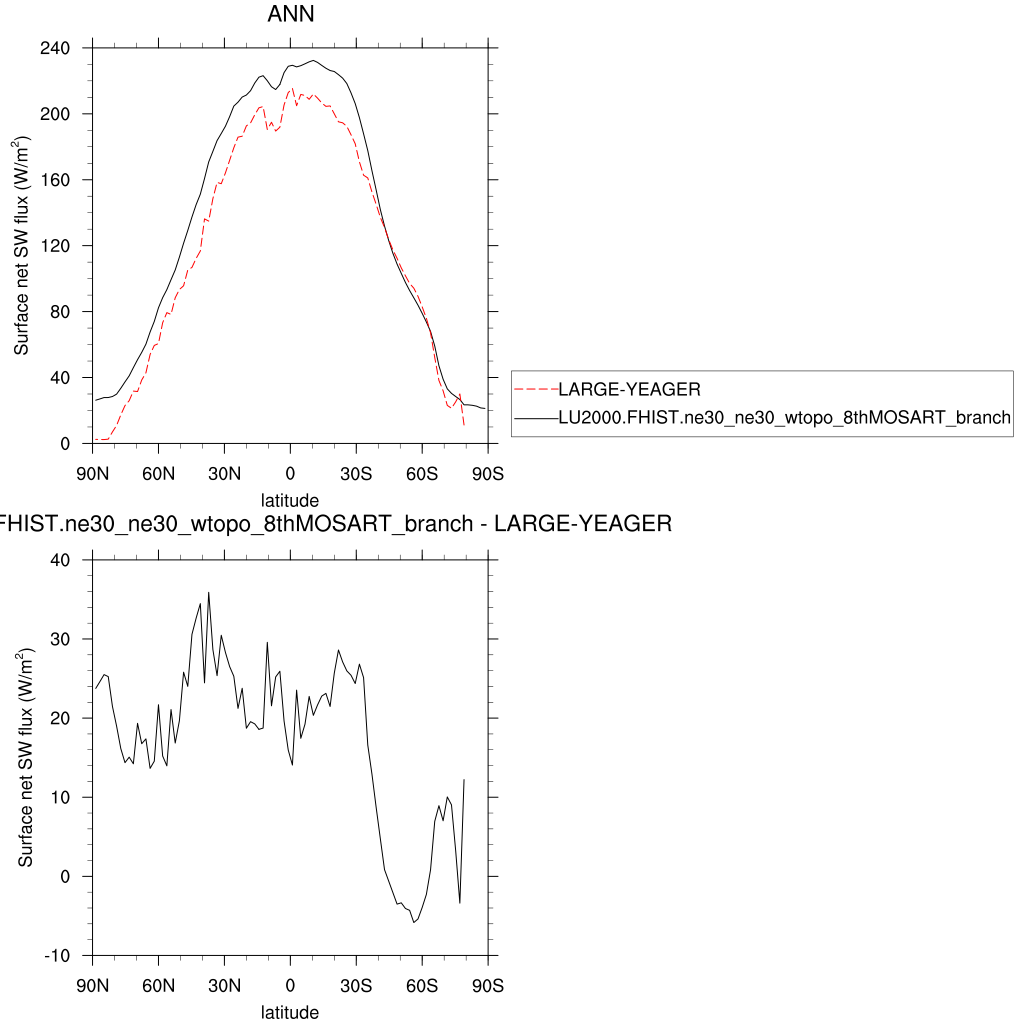 ANN
Surface net SW flux (W/m²)
240
200
160
120
80
40
0
90N 60N 30N 0 30S 60S 90S
latitude
LARGE-YEAGER
LU2000.FHIST.ne30_ne30_wtopo_8thMOSART_branch
FHIST.ne30_ne30_wtopo_8thMOSART_branch - LARGE-YEAGER
Surface net SW flux (W/m²)
40
30
20
10
0
-10
90N 60N 30N 0 30S 60S 90S
latitude